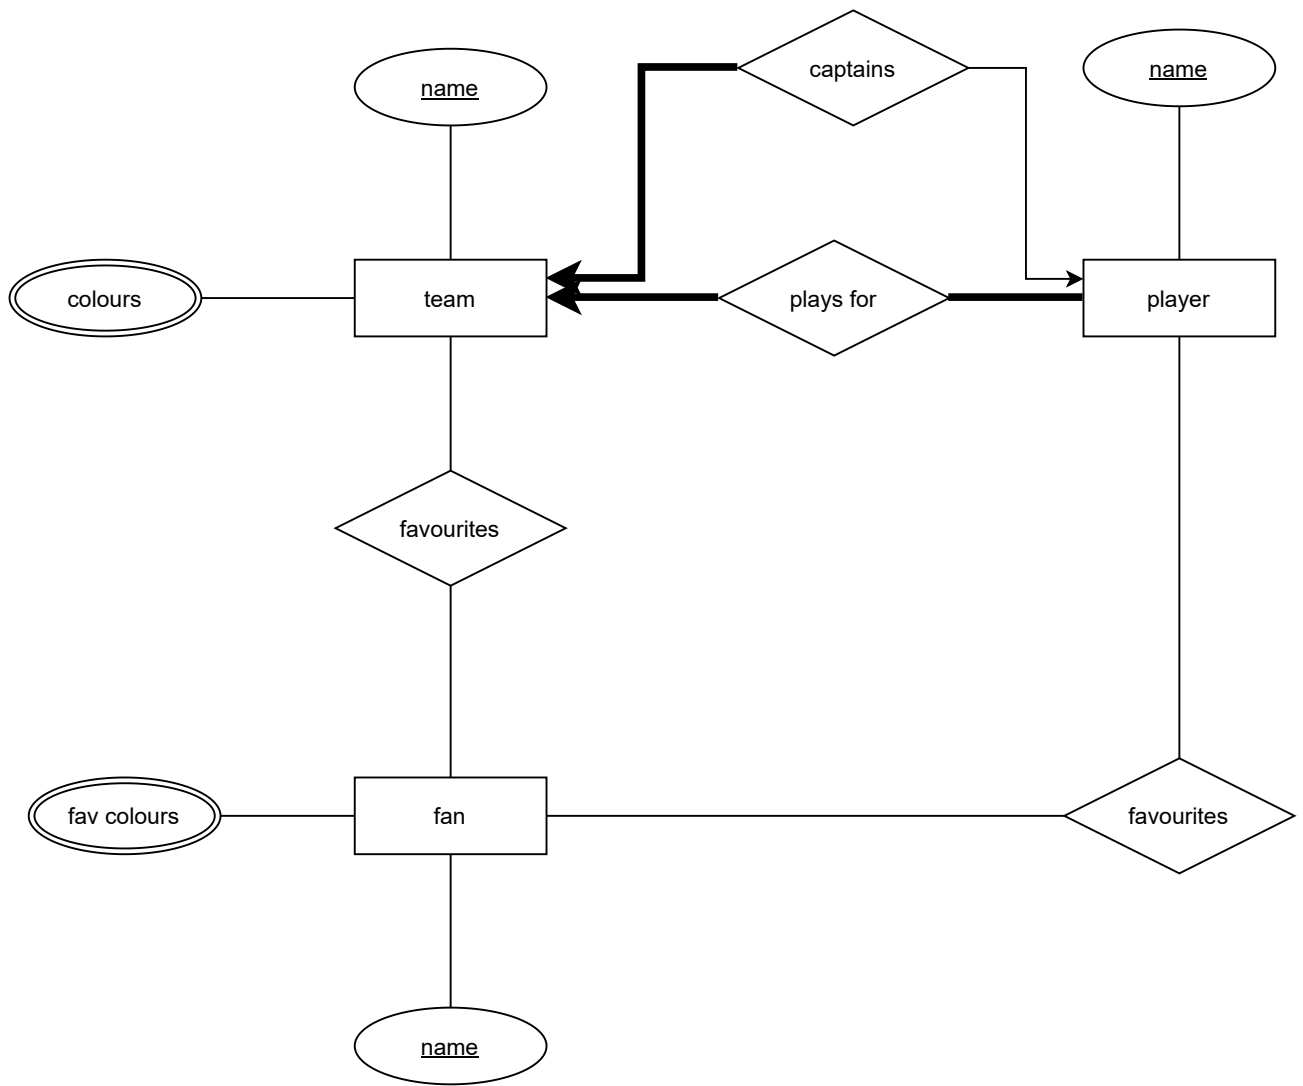 captains
name
name
colours
team
plays for
player
favourites
fav colours
fan
favourites
name